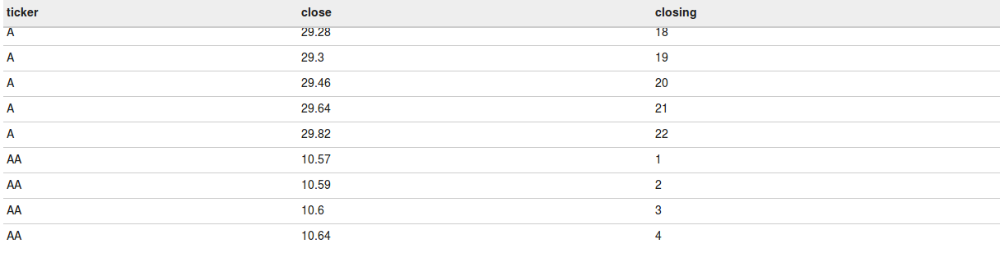 ticker close closing
A 29.28 18
A 29.3 19
A 29.46 20
A 29.64 21
A 29.82 22
AA 10.57 1
AA 10.59 2
AA 10.6 3
AA 10.64 4